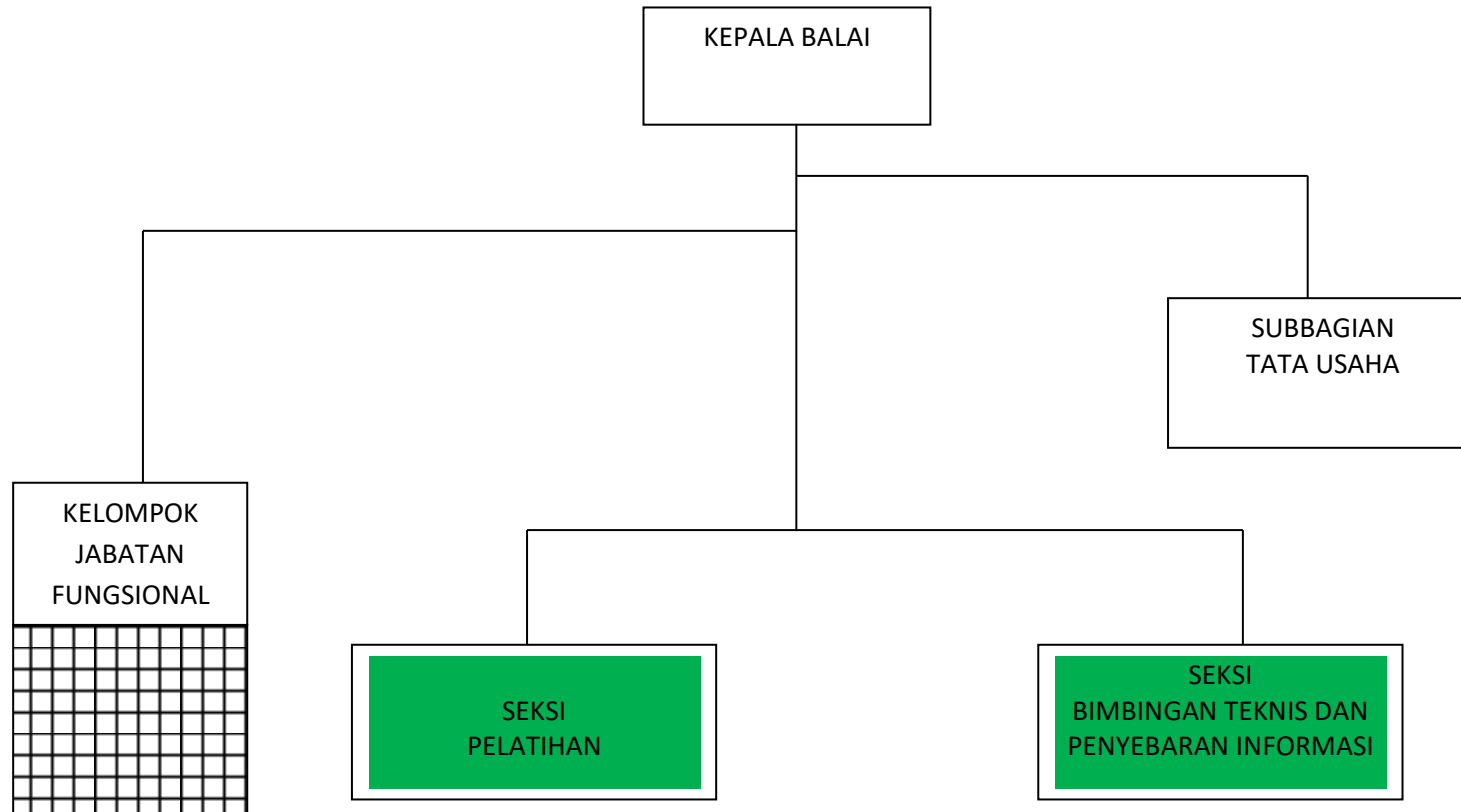 KEPALA BALAI
SUBBAGIAN
TATA USAHA
KELOMPOK
JABATAN
FUNGSIONAL
SEKSI
PELATIHAN
SEKSI
BIMBINGAN TEKNIS DAN
PENYEBARAN INFORMASI